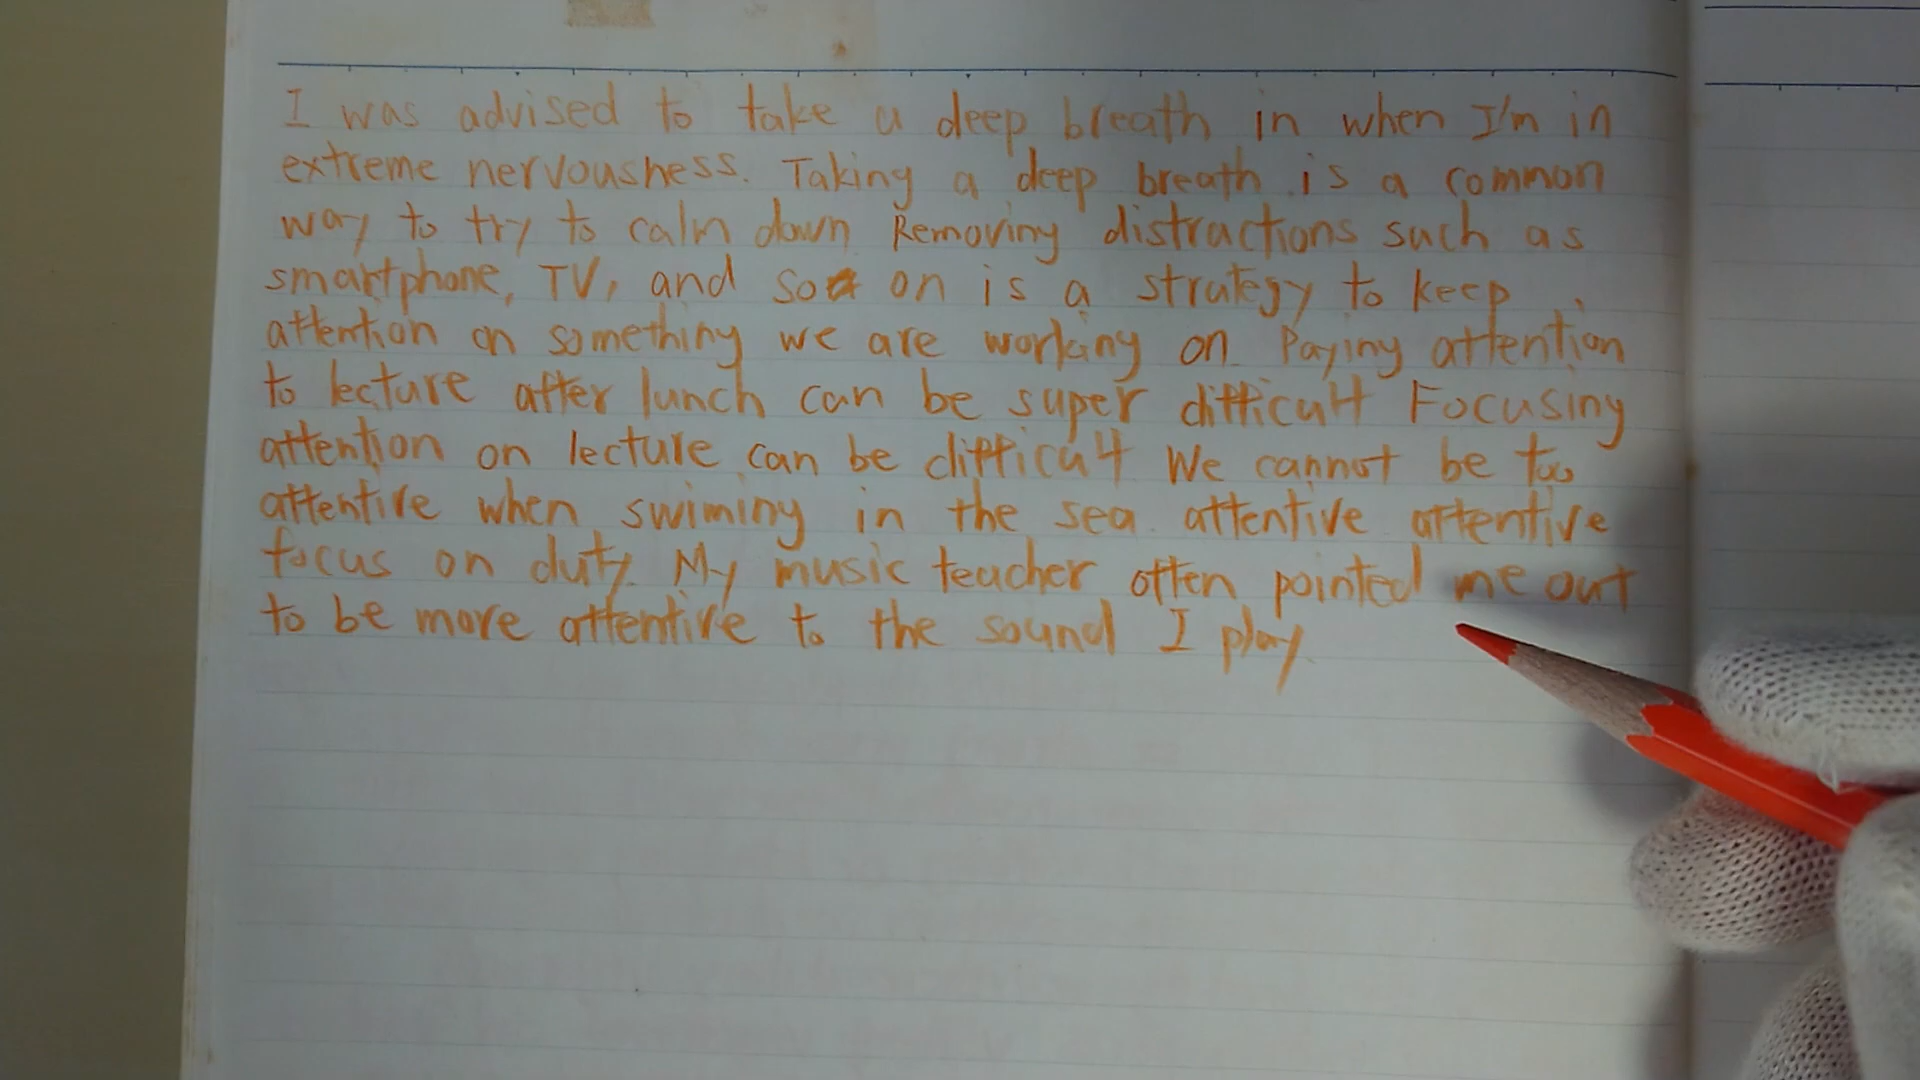 I was advised to take a deep breath in when I'm in
extreme nervousness. Taking a deep breath is a common
way to try to calm down Removing distractions such as
smartphone, TV, and so on is a strategy to keep
attention on something we are working on. Paying attention
to lecture after lunch can be super difficult Focusing
attention on lecture can be difficult We cannot be too
attentive when swiming in the sea. attentive attentive
focus on duty. My music teacher often pointed me out
to be more attentive to the sound I play